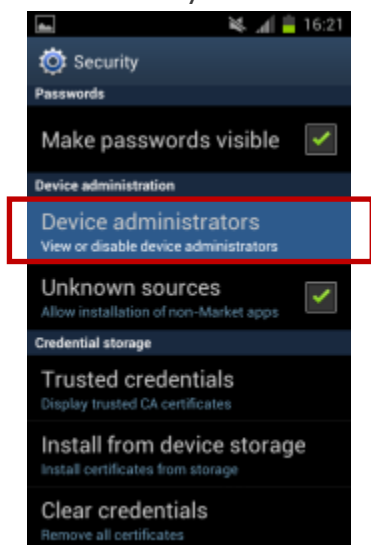 16:21
Security
Passwords
Make passwords visible
Device administration
Device administrators
View or disable device administrators
Unknown sources
Allow installation of non-Market apps
Credential storage
Trusted credentials
Display trusted CA certificates
Install from device storage
Install certificates from storage
Clear credentials
Remove all certificates